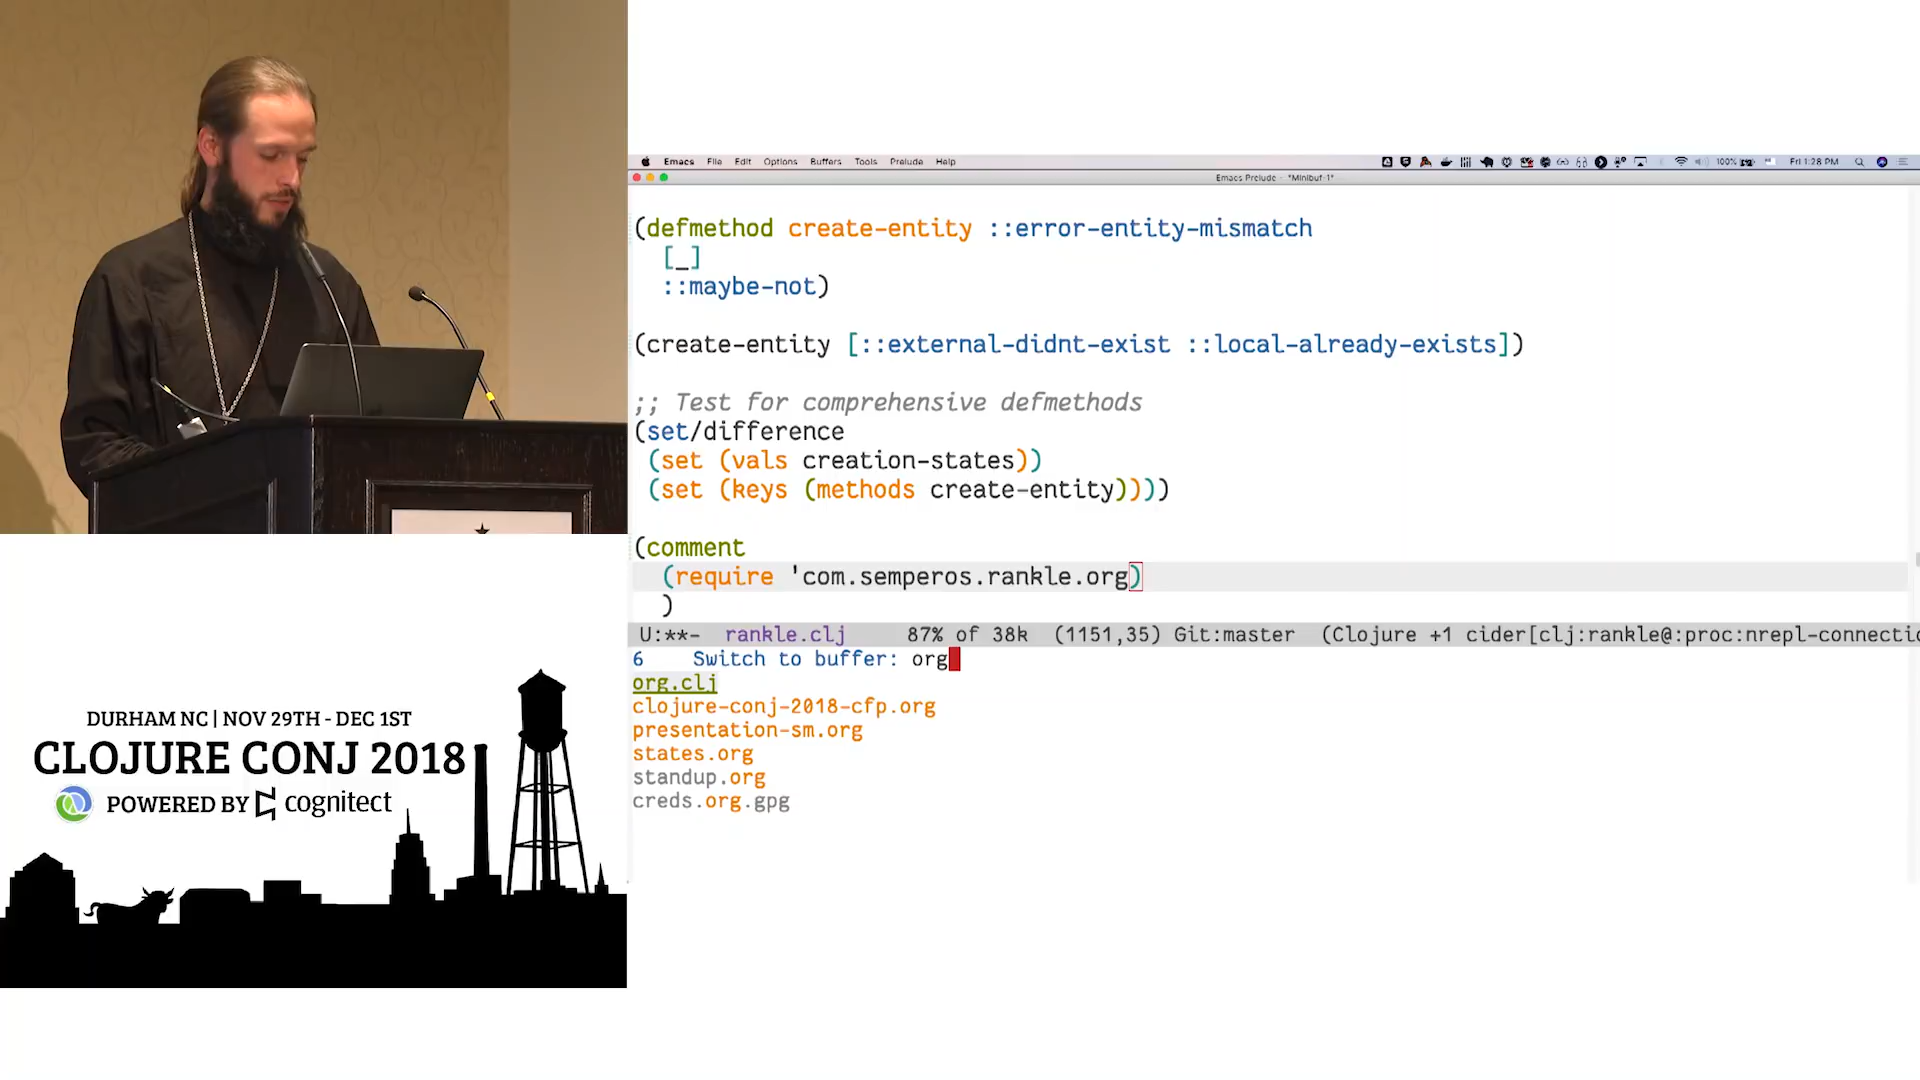 Emacs File Edit Options Buffers Tools Prelude Help
100% Fri 1:28 PM
Emacs Prelude - *Minibuf-1*
(defmethod create-entity ::error-entity-mismatch
[_]
::maybe-not)
(create-entity [::external-didnt-exist ::local-already-exists])
;; Test for comprehensive defmethods
(set/difference
(set (vals creation-states))
(set (keys (methods create-entity))))
(comment
(require 'com.semperos.rankle.org)
)
U:**- rankle.clj 87% of 38k (1151,35) Git:master (Clojure +1 cider[clj:rankle@:proc:nrepl-connectio
6 Switch to buffer: org
org.clj
clojure-conj-2018-cfp.org
presentation-sm.org
states.org
standup.org
creds.org.gpg
DURHAM NC | NOV 29TH - DEC 1ST
CLOJURE CONJ 2018
POWERED BY cognitect